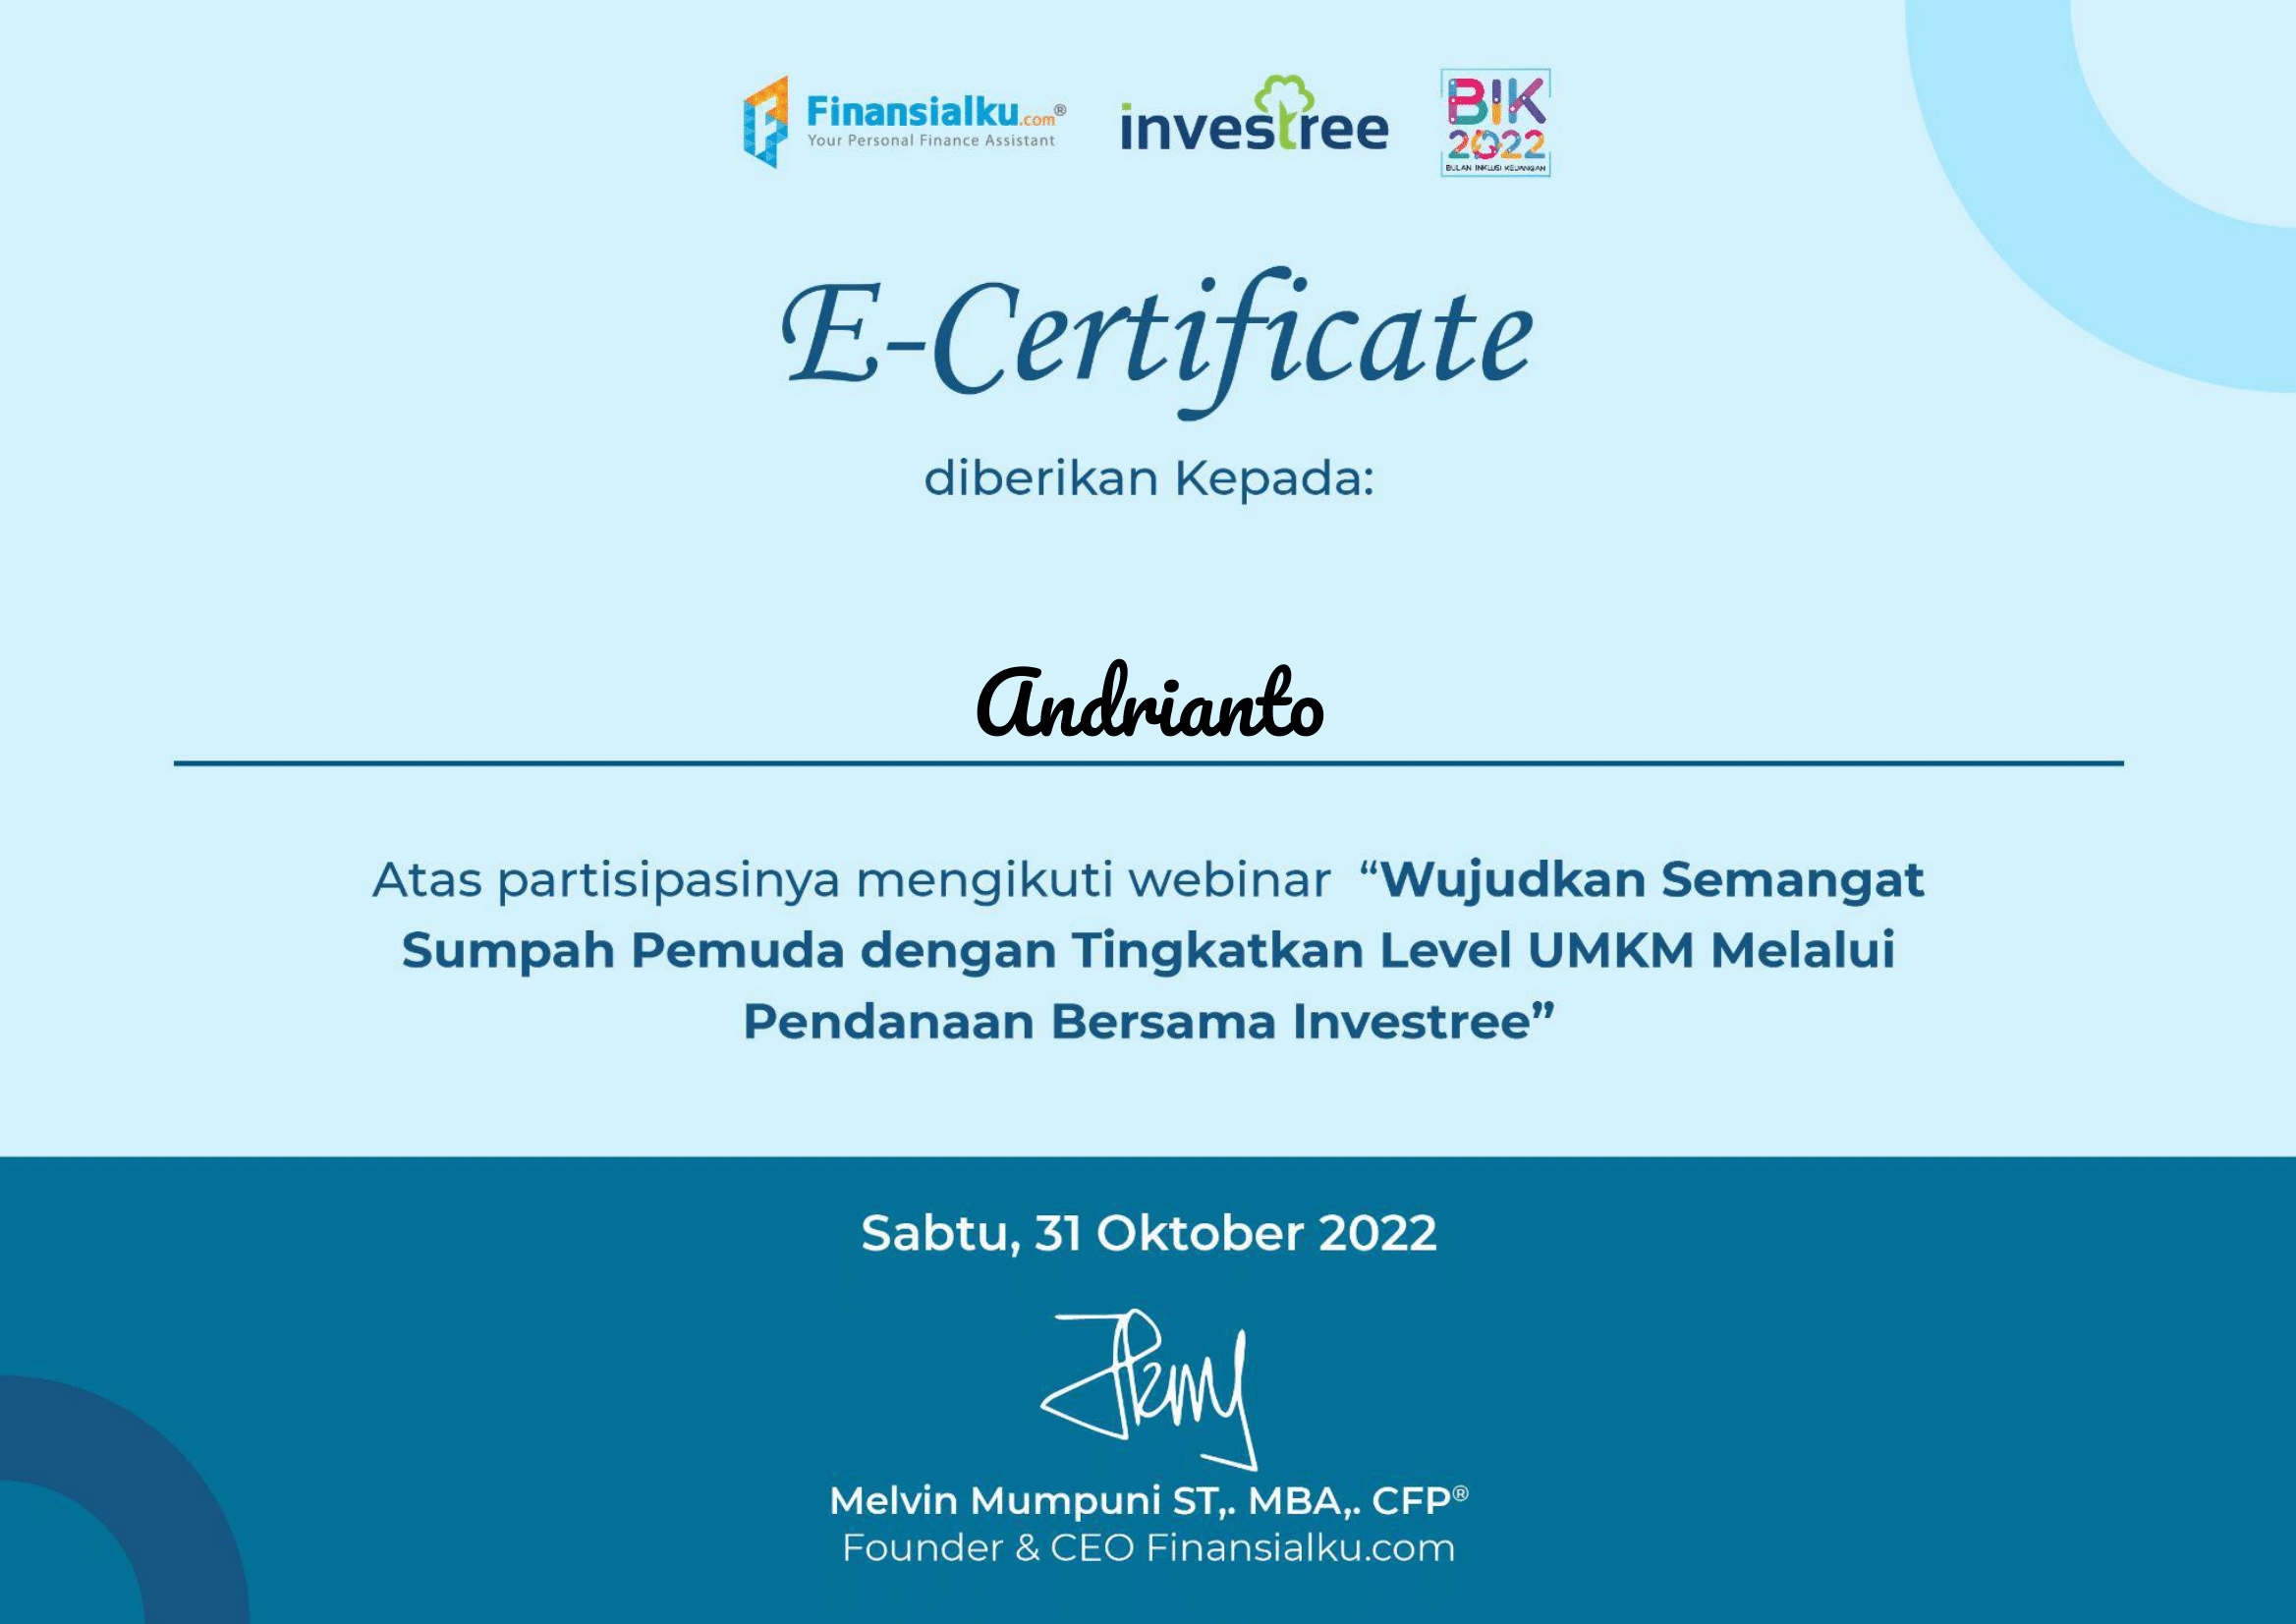 Finansialku.com®
Your Personal Finance Assistant
investree
BIK
2022
BULAN INKLUSI KEUANGAN
E-Certificate
diberikan Kepada:
Andrianto
Atas partisipasinya mengikuti webinar “Wujudkan Semangat
Sumpah Pemuda dengan Tingkatkan Level UMKM Melalui
Pendanaan Bersama Investree”
Sabtu, 31 Oktober 2022
Melvin Mumpuni ST,. MBA,. CFP®
Founder & CEO Finansialku.com